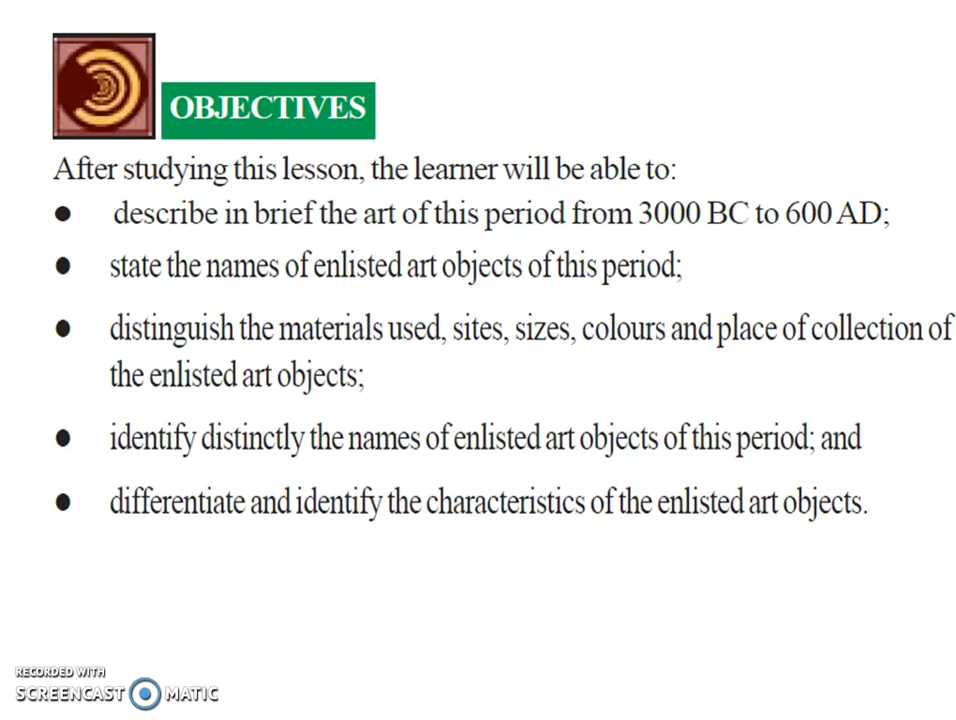 OBJECTIVES
After studying this lesson, the learner will be able to:
● describe in brief the art of this period from 3000 BC to 600 AD;
● state the names of enlisted art objects of this period;
● distinguish the materials used, sites, sizes, colours and place of collection of
the enlisted art objects;
● identify distinctly the names of enlisted art objects of this period; and
● differentiate and identify the characteristics of the enlisted art objects.
RECORDED WITH
SCREENCAST MATIC